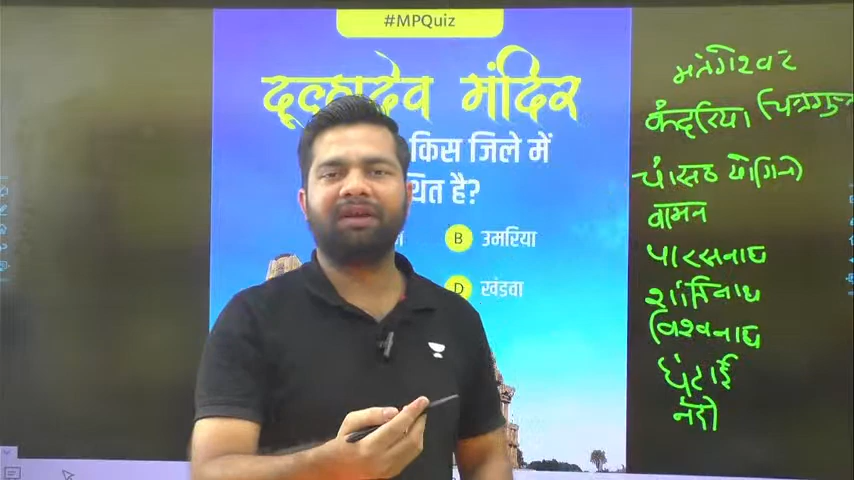 #MPQuiz
दूल्हादेव मंदिर
किस जिले में
थित है?
B उमरिया
D खंडवा
मतंगेश्वर
कंदरिया चित्रगुप्त
चौंसठ योगिनी
वामन
पारसनाथ
शांतिनाथ
विश्वनाथ
घंटाई
नंदी